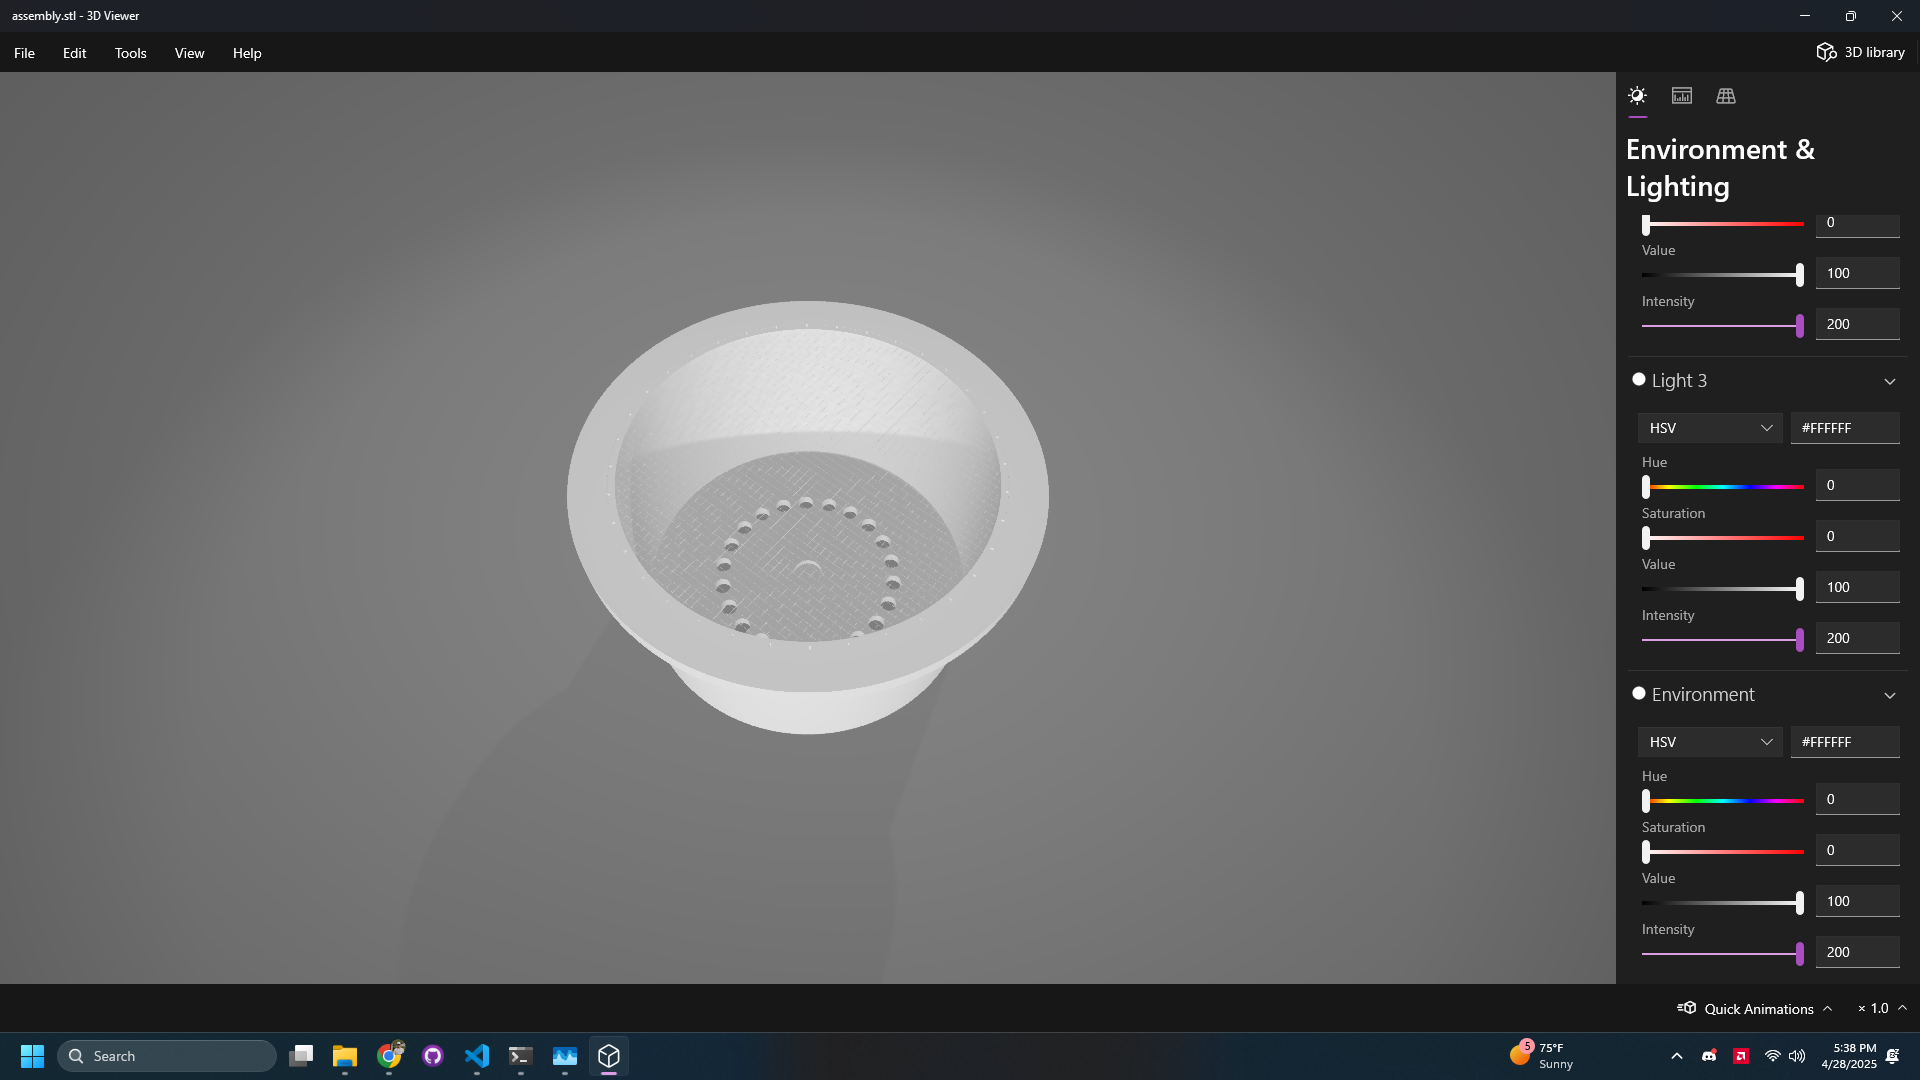 assembly.stl - 3D Viewer
File Edit Tools View Help
3D library
Environment &
Lighting
0
Value
100
Intensity
200
Light 3
HSV #FFFFFF
Hue
0
Saturation
0
Value
100
Intensity
200
Environment
HSV #FFFFFF
Hue
0
Saturation
0
Value
100
Intensity
200
Quick Animations × 1.0
Search
5
75°F
Sunny
5:38 PM
4/28/2025